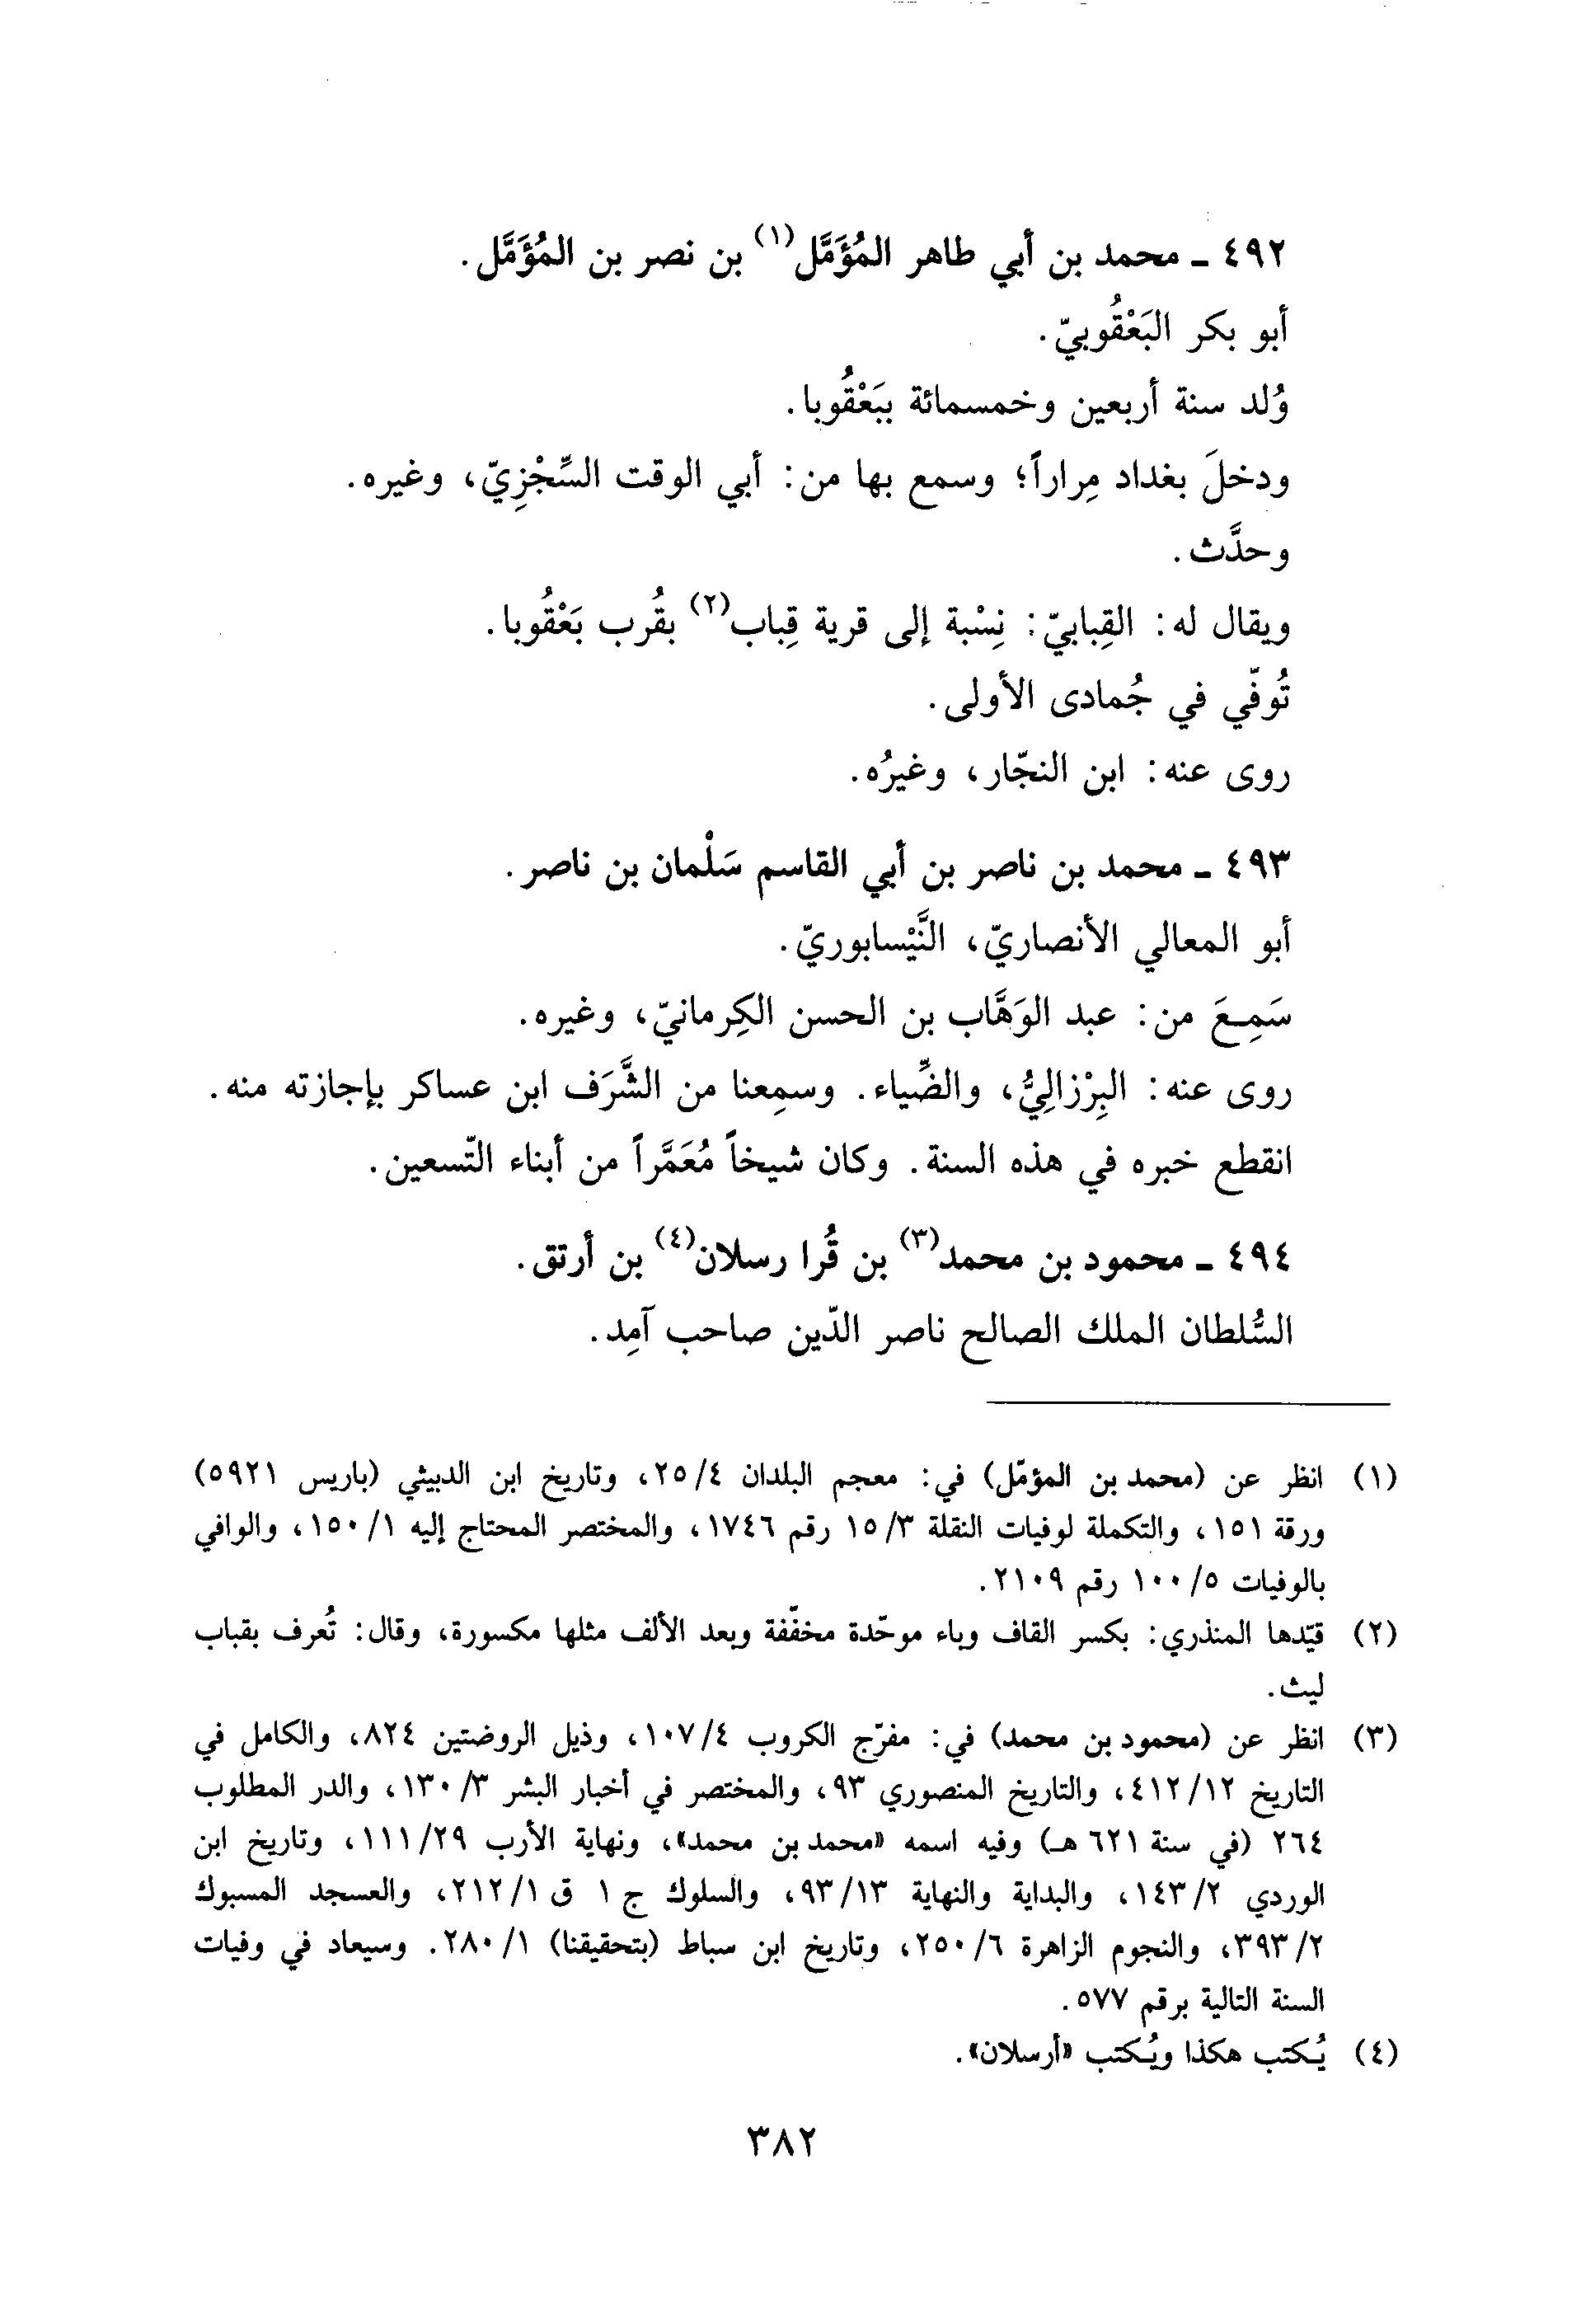 ٤٩٢ ـ محمد بن أبي طاهر المُؤَمَّل(١) بن نصر بن المُؤَمَّل.
أبو بكر البَعْقُوبيّ.
وُلد سنة أربعين وخمسمائة ببَعْقُوبا.
ودخلَ بغداد مِراراً؛ وسمع بها من: أبي الوقت السِّجْزِيّ، وغيره.
وحدَّث.
ويقال له: القِبابيّ: نِسْبة إلى قرية قِباب(٢) بقُرب بَعْقُوبا.
تُوفّي في جُمادى الأولى.
روى عنه: ابن النجّار، وغيرُه.
٤٩٣ ـ محمد بن ناصر بن أبي القاسم سَلْمان بن ناصر.
أبو المعالي الأنصاريّ، النَّيْسابوريّ.
سَمِعَ من: عبد الوَهَّاب بن الحسن الكِرمانيّ، وغيره.
روى عنه: البِرْزالِيُّ، والضِّياء. وسمِعنا من الشَّرَف ابن عساكر بإجازته منه.
انقطع خبره في هذه السنة. وكان شيخاً مُعَمَّراً من أبناء التّسعين.
٤٩٤ ـ محمود بن محمد(٣) بن قُرا رسلان(٤) بن أرتق.
السُّلطان الملك الصالح ناصر الدّين صاحب آمِد.
(١) انظر عن (محمد بن المؤمّل) في: معجم البلدان ٢٥/٤، وتاريخ ابن الدبيثي (باريس ٥٩٢١)
ورقة ١٥١، والتكملة لوفيات النقلة ١٥/٣ رقم ١٧٤٦، والمختصر المحتاج إليه ١٥٠/١، والوافي
بالوفيات ١٠٠/٥ رقم ٢١٠٩.
(٢) قيّدها المنذري: بكسر القاف وباء موحّدة مخفّفة وبعد الألف مثلها مكسورة، وقال: تُعرف بقباب
ليث.
(٣) انظر عن (محمود بن محمد) في: مفرّج الكروب ١٠٧/٤، وذيل الروضتين ٨٢٤، والكامل في
التاريخ ٤١٢/١٢، والتاريخ المنصوري ٩٣، والمختصر في أخبار البشر ١٣٠/٣، والدر المطلوب
٢٦٤ (في سنة ٦٢١ هـ) وفيه اسمه «محمد بن محمد»، ونهاية الأرب ١١١/٢٩، وتاريخ ابن
الوردي ١٤٣/٢، والبداية والنهاية ٩٣/١٣، والسلوك ج ١ ق ٢١٢/١، والعسجد المسبوك
٣٩٣/٢، والنجوم الزاهرة ٢٥٠/٦، وتاريخ ابن سباط (بتحقيقنا) ٢٨٠/١. وسيعاد في وفيات
السنة التالية برقم ٥٧٧.
(٤) يُكتب هكذا ويُكتب «أرسلان».
٣٨٢